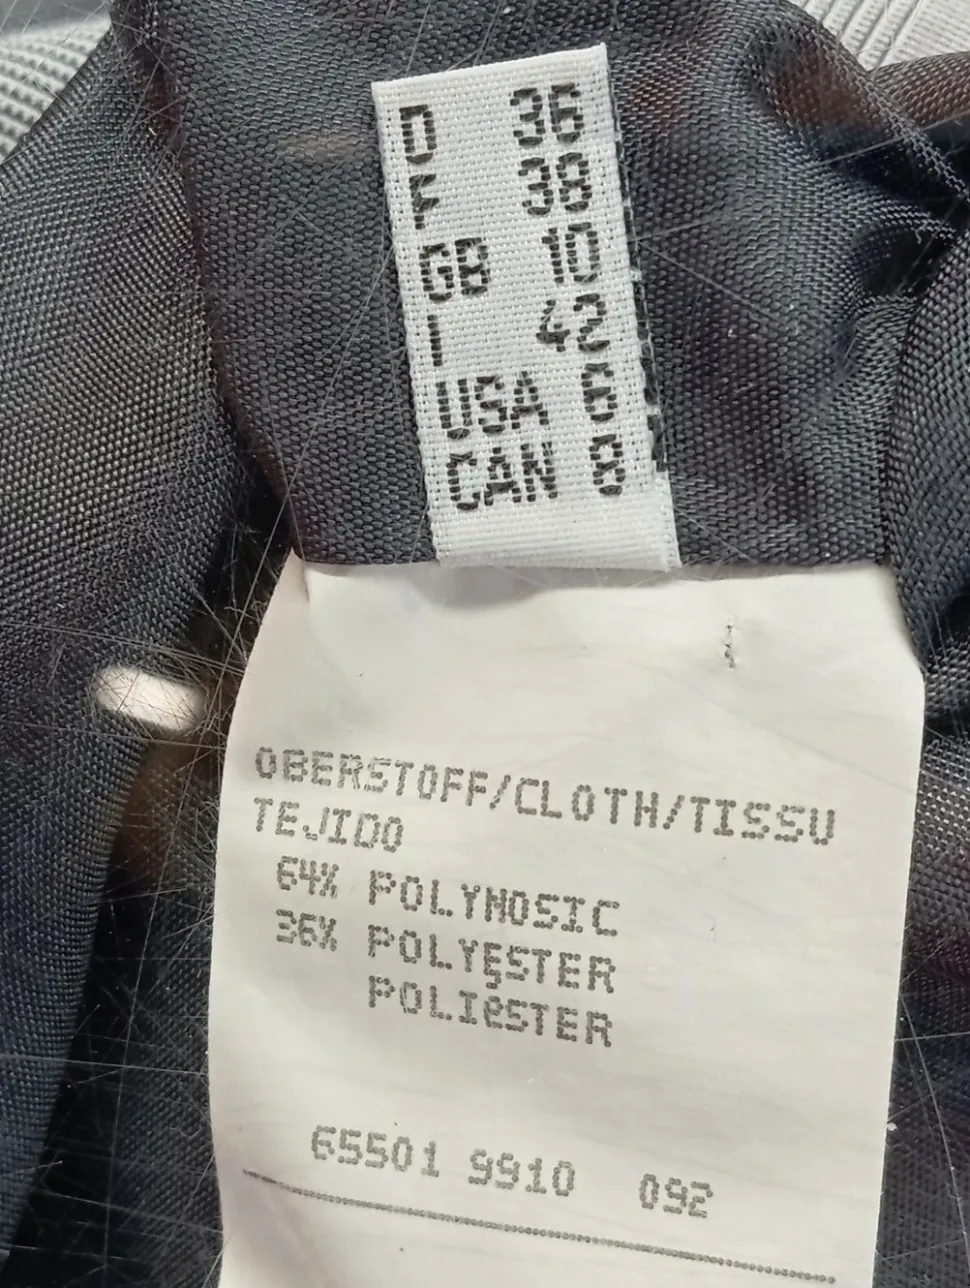 D 36
F 38
GB 10
I 42
USA 6
CAN 8
OBERSTOFF/CLOTH/TISSU
TEJIDO
64% POLYNOSIC
36% POLYESTER
POLIESTER
65501 9910 092